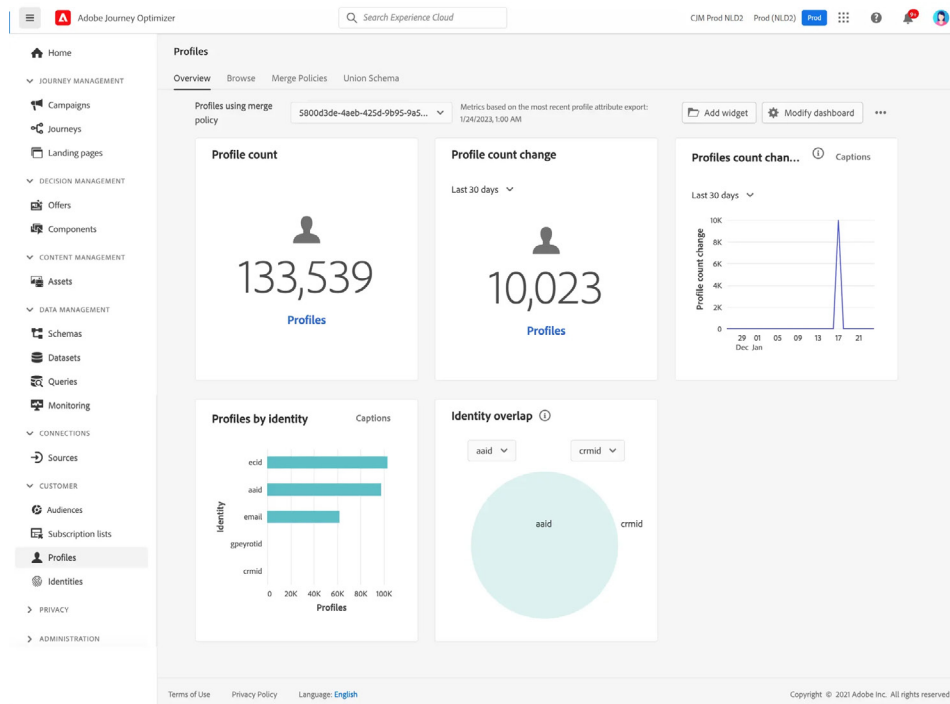 Adobe Journey Optimizer
Search Experience Cloud
CJM Prod NLD2
Prod (NLD2)
Prod
9+
Home
JOURNEY MANAGEMENT
Campaigns
Journeys
Landing pages
DECISION MANAGEMENT
Offers
Components
CONTENT MANAGEMENT
Assets
DATA MANAGEMENT
Schemas
Datasets
Queries
Monitoring
CONNECTIONS
Sources
CUSTOMER
Audiences
Subscription lists
Profiles
Identities
PRIVACY
ADMINISTRATION
Profiles
Overview
Browse
Merge Policies
Union Schema
Profiles using merge
policy
5800d3de-4aeb-425d-9b95-9a5...
Metrics based on the most recent profile attribute export:
1/24/2023, 1:00 AM
Add widget
Modify dashboard
Profile count
133,539
Profiles
Profile count change
Last 30 days
10,023
Profiles
Profiles count chan...
Captions
Last 30 days
Profile count change
10K
8K
6K
4K
2K
0
29 01 05 09 13 17 21
Dec Jan
Profiles by identity
Captions
Identity
ecid
aaid
email
gpeyrotid
crmid
0 20K 40K 60K 80K 100K
Profiles
Identity overlap
aaid
crmid
aaid
crmid
Terms of Use
Privacy Policy
Language: English
Copyright © 2021 Adobe Inc. All rights reserved